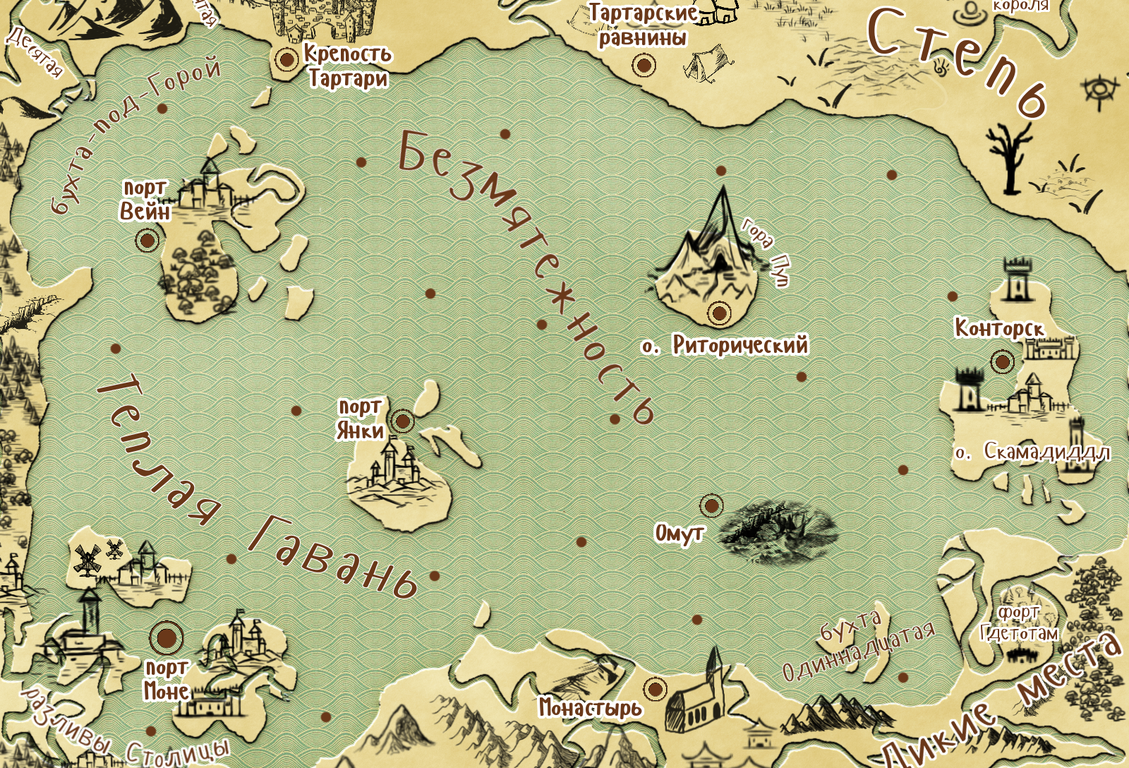 Десятая
Крепость
Тартари
Тартарские
равнины
короля
Степь
бухта-под-Горой
порт
Вейн
Безмятежность
гора Пуп
о. Риторический
Конторск
о. Скамадиддл
порт
Янки
Теплая Гавань
Омут
порт
Моне
разливы Столицы
Монастырь
бухта
Одиннадцатая
форт
Гдетотам
Дикие места